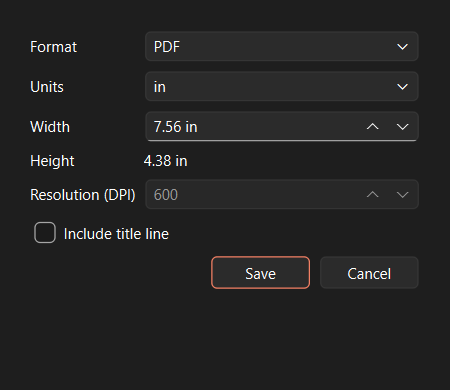 Format PDF
Units in
Width 7.56 in
Height 4.38 in
Resolution (DPI) 600
Include title line
Save Cancel